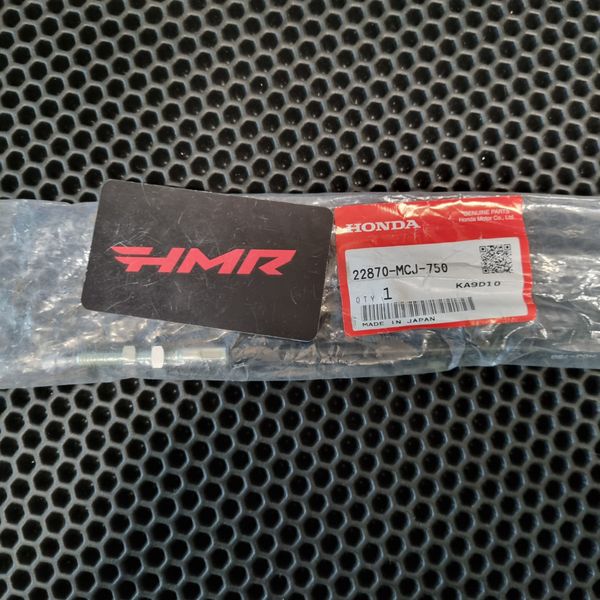 HMR
HONDA
GENUINE PARTS
Honda Motor Co., Ltd.
22870-MCJ-750
KA9D10
QTY 1
MADE IN JAPAN